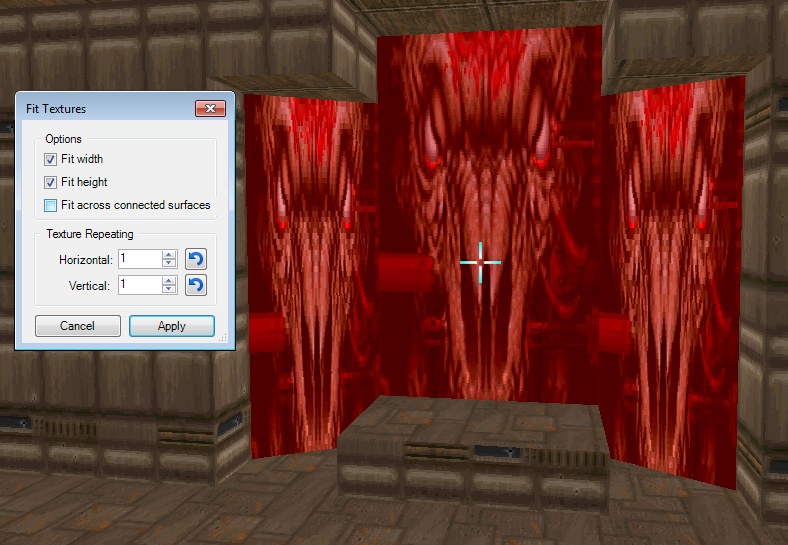 Fit Textures
Options
Fit width
Fit height
Fit across connected surfaces
Texture Repeating
Horizontal: 1
Vertical: 1
Cancel Apply